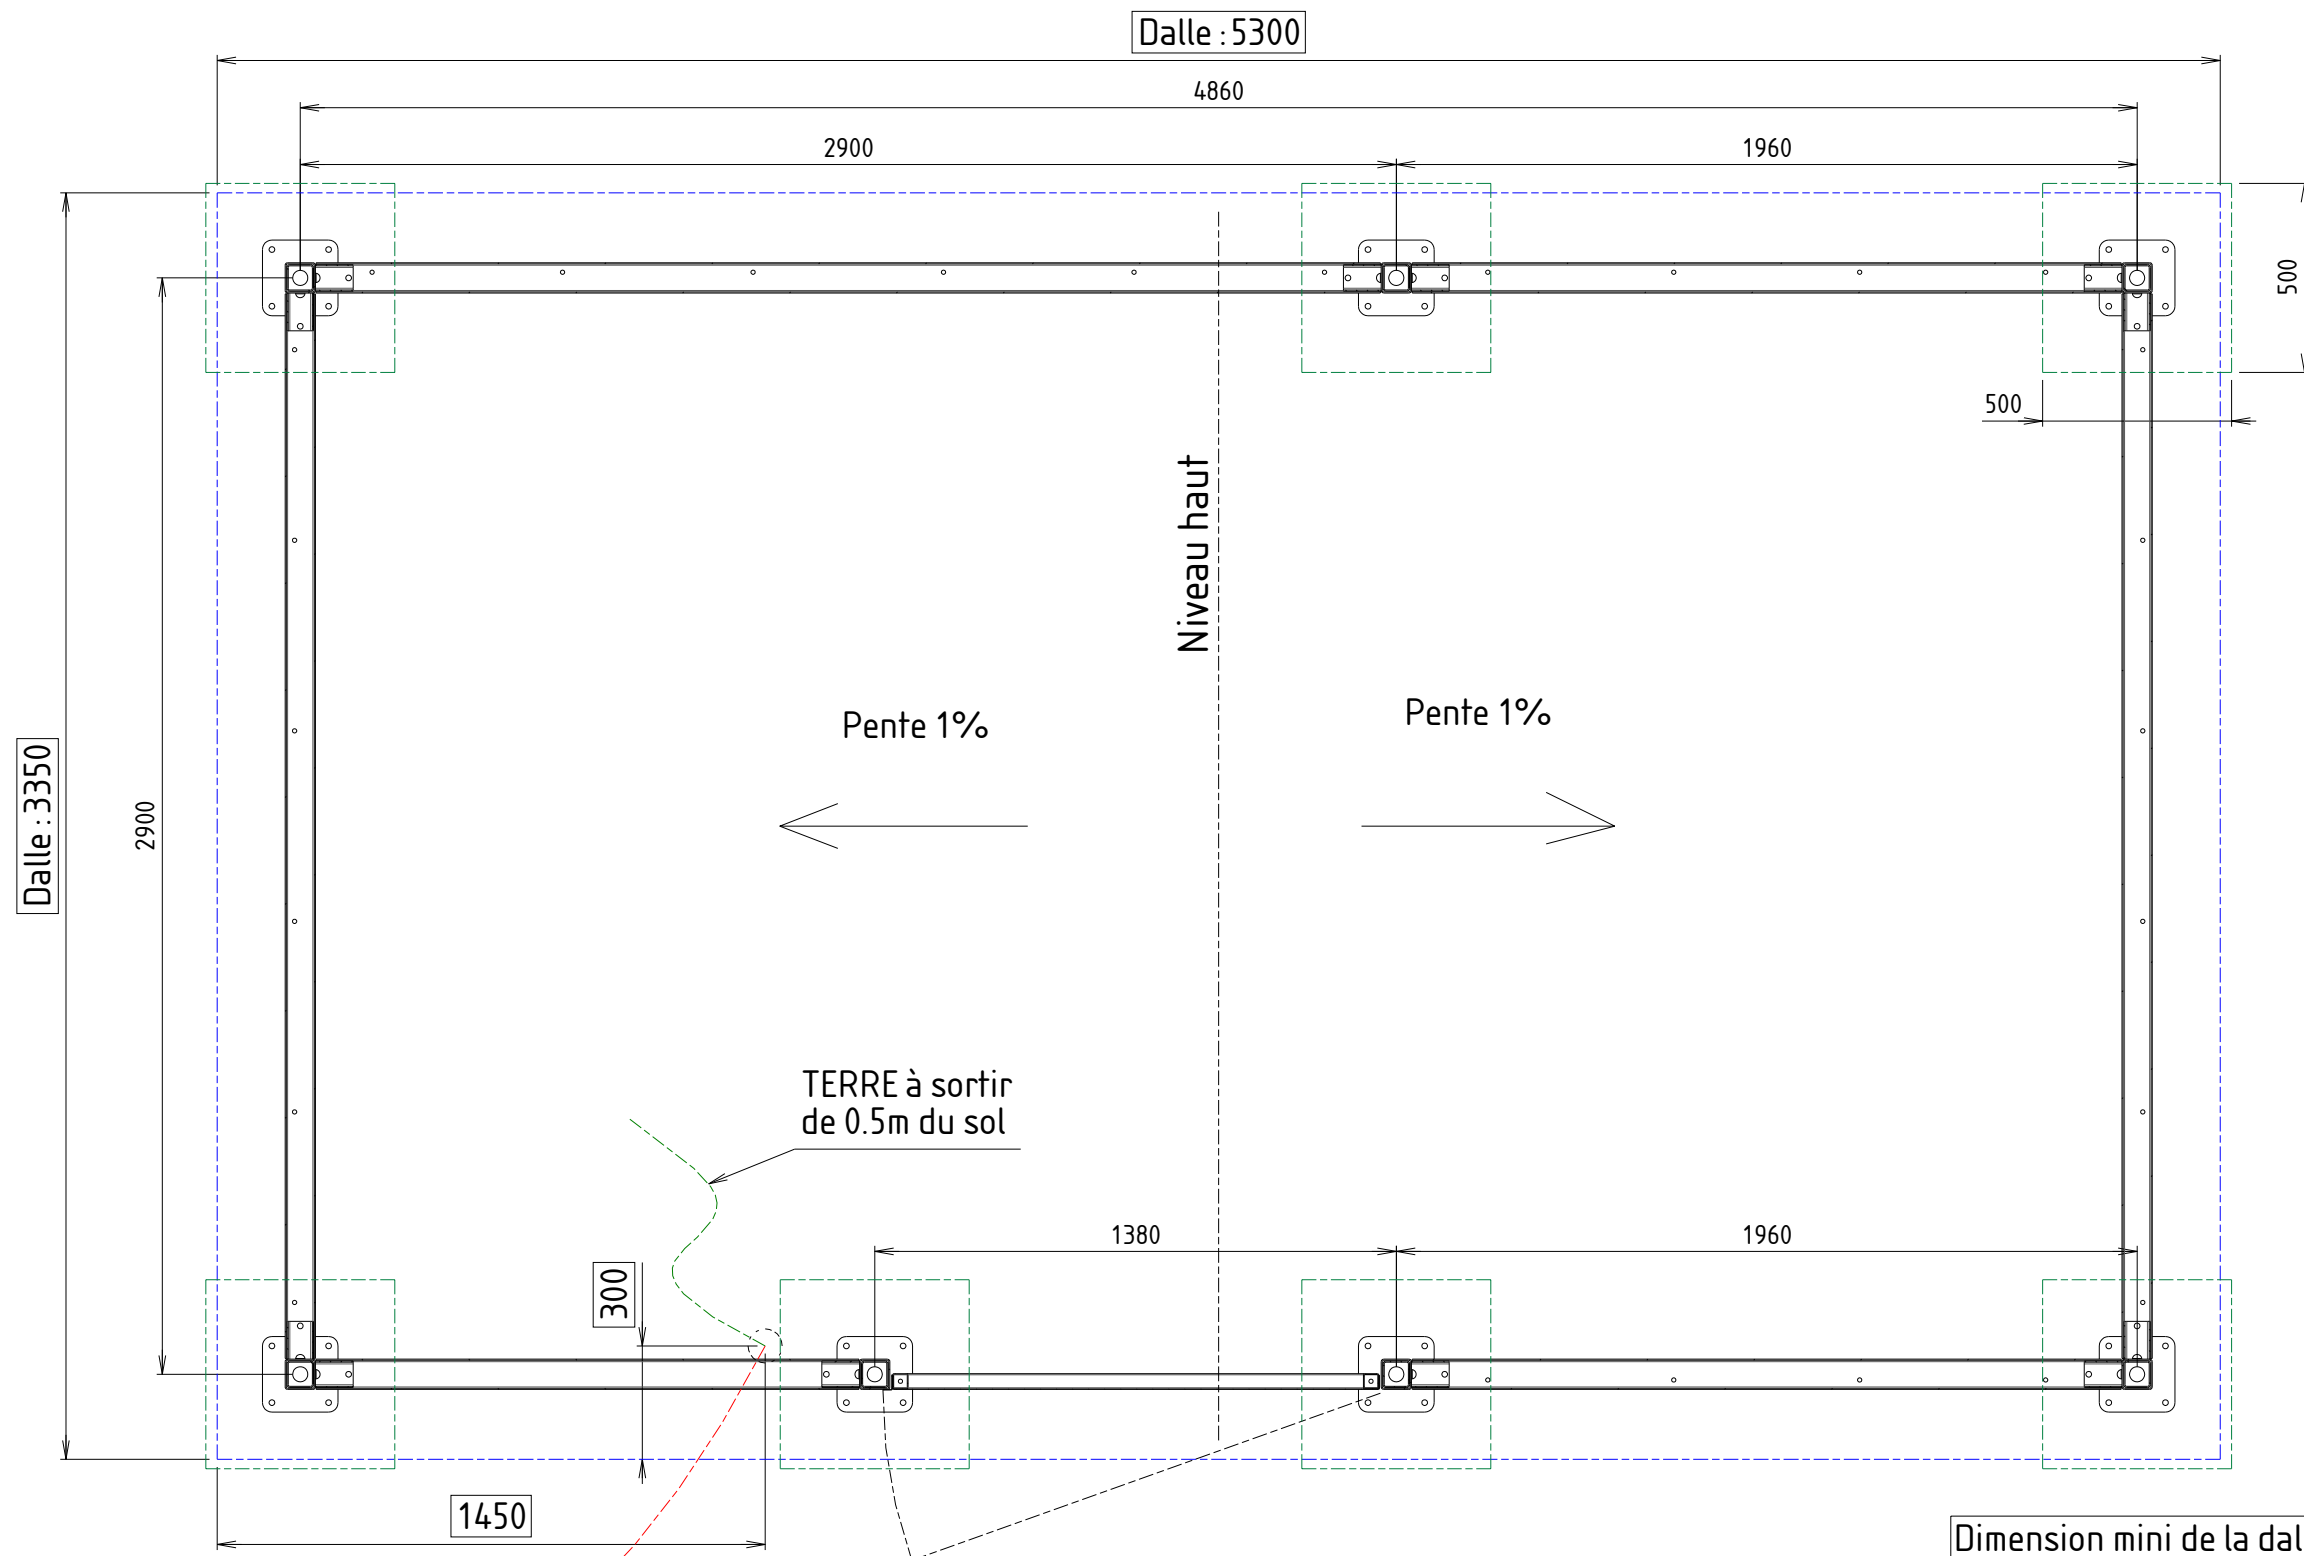 Dalle : 5300
4860
2900
1960
500
500
Niveau haut
Pente 1%
Pente 1%
Dalle : 3350
2900
TERRE à sortir
de 0.5m du sol
1380
1960
300
1450
Dimension mini de la